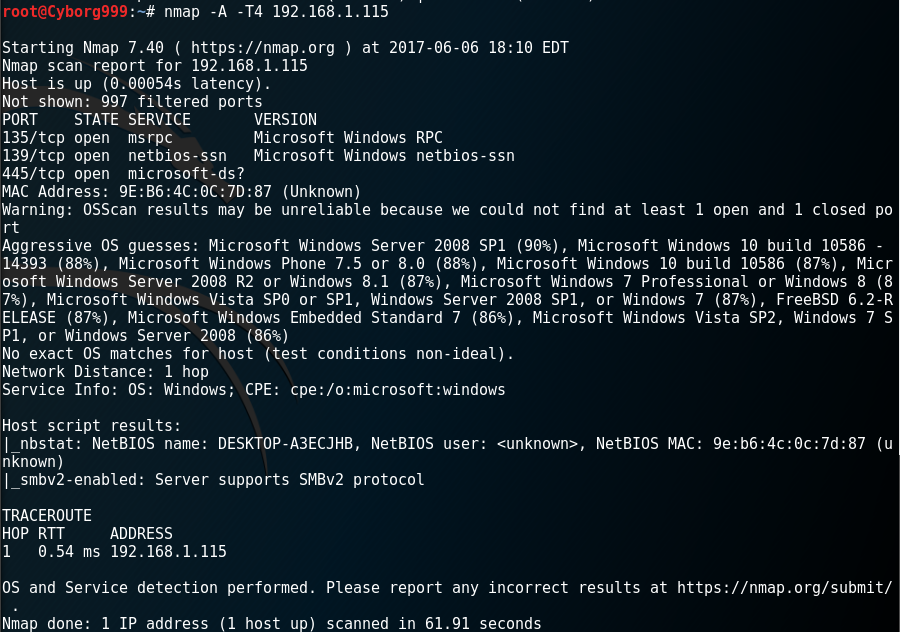 root@Cyborg999:~# nmap -A -T4 192.168.1.115
Starting Nmap 7.40 ( https://nmap.org ) at 2017-06-06 18:10 EDT
Nmap scan report for 192.168.1.115
Host is up (0.00054s latency).
Not shown: 997 filtered ports
PORT    STATE SERVICE       VERSION
135/tcp open  msrpc         Microsoft Windows RPC
139/tcp open  netbios-ssn   Microsoft Windows netbios-ssn
445/tcp open  microsoft-ds?
MAC Address: 9E:B6:4C:0C:7D:87 (Unknown)
Warning: OSScan results may be unreliable because we could not find at least 1 open and 1 closed po
rt
Aggressive OS guesses: Microsoft Windows Server 2008 SP1 (90%), Microsoft Windows 10 build 10586 -
14393 (88%), Microsoft Windows Phone 7.5 or 8.0 (88%), Microsoft Windows 10 build 10586 (87%), Micr
osoft Windows Server 2008 R2 or Windows 8.1 (87%), Microsoft Windows 7 Professional or Windows 8 (8
7%), Microsoft Windows Vista SP0 or SP1, Windows Server 2008 SP1, or Windows 7 (87%), FreeBSD 6.2-R
ELEASE (87%), Microsoft Windows Embedded Standard 7 (86%), Microsoft Windows Vista SP2, Windows 7 S
P1, or Windows Server 2008 (86%)
No exact OS matches for host (test conditions non-ideal).
Network Distance: 1 hop
Service Info: OS: Windows; CPE: cpe:/o:microsoft:windows
Host script results:
|_nbstat: NetBIOS name: DESKTOP-A3ECJHB, NetBIOS user: <unknown>, NetBIOS MAC: 9e:b6:4c:0c:7d:87 (u
nknown)
|_smbv2-enabled: Server supports SMBv2 protocol
TRACEROUTE
HOP RTT     ADDRESS
1   0.54 ms 192.168.1.115
OS and Service detection performed. Please report any incorrect results at https://nmap.org/submit/
.
Nmap done: 1 IP address (1 host up) scanned in 61.91 seconds